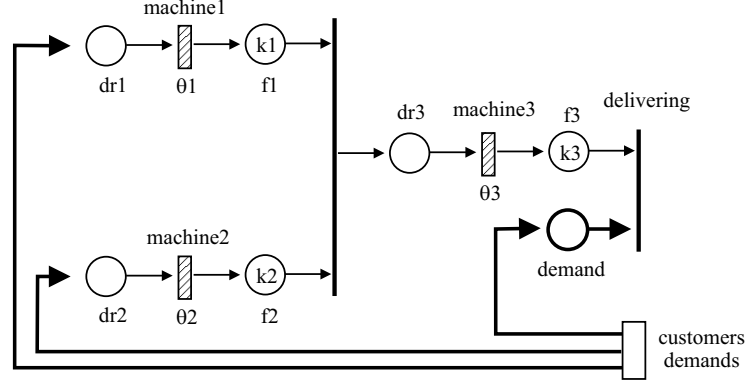 machine1
k1
dr1
θ1
f1
delivering
dr3
machine3
f3
k3
θ3
machine2
k2
demand
dr2
θ2
f2
customers
demands